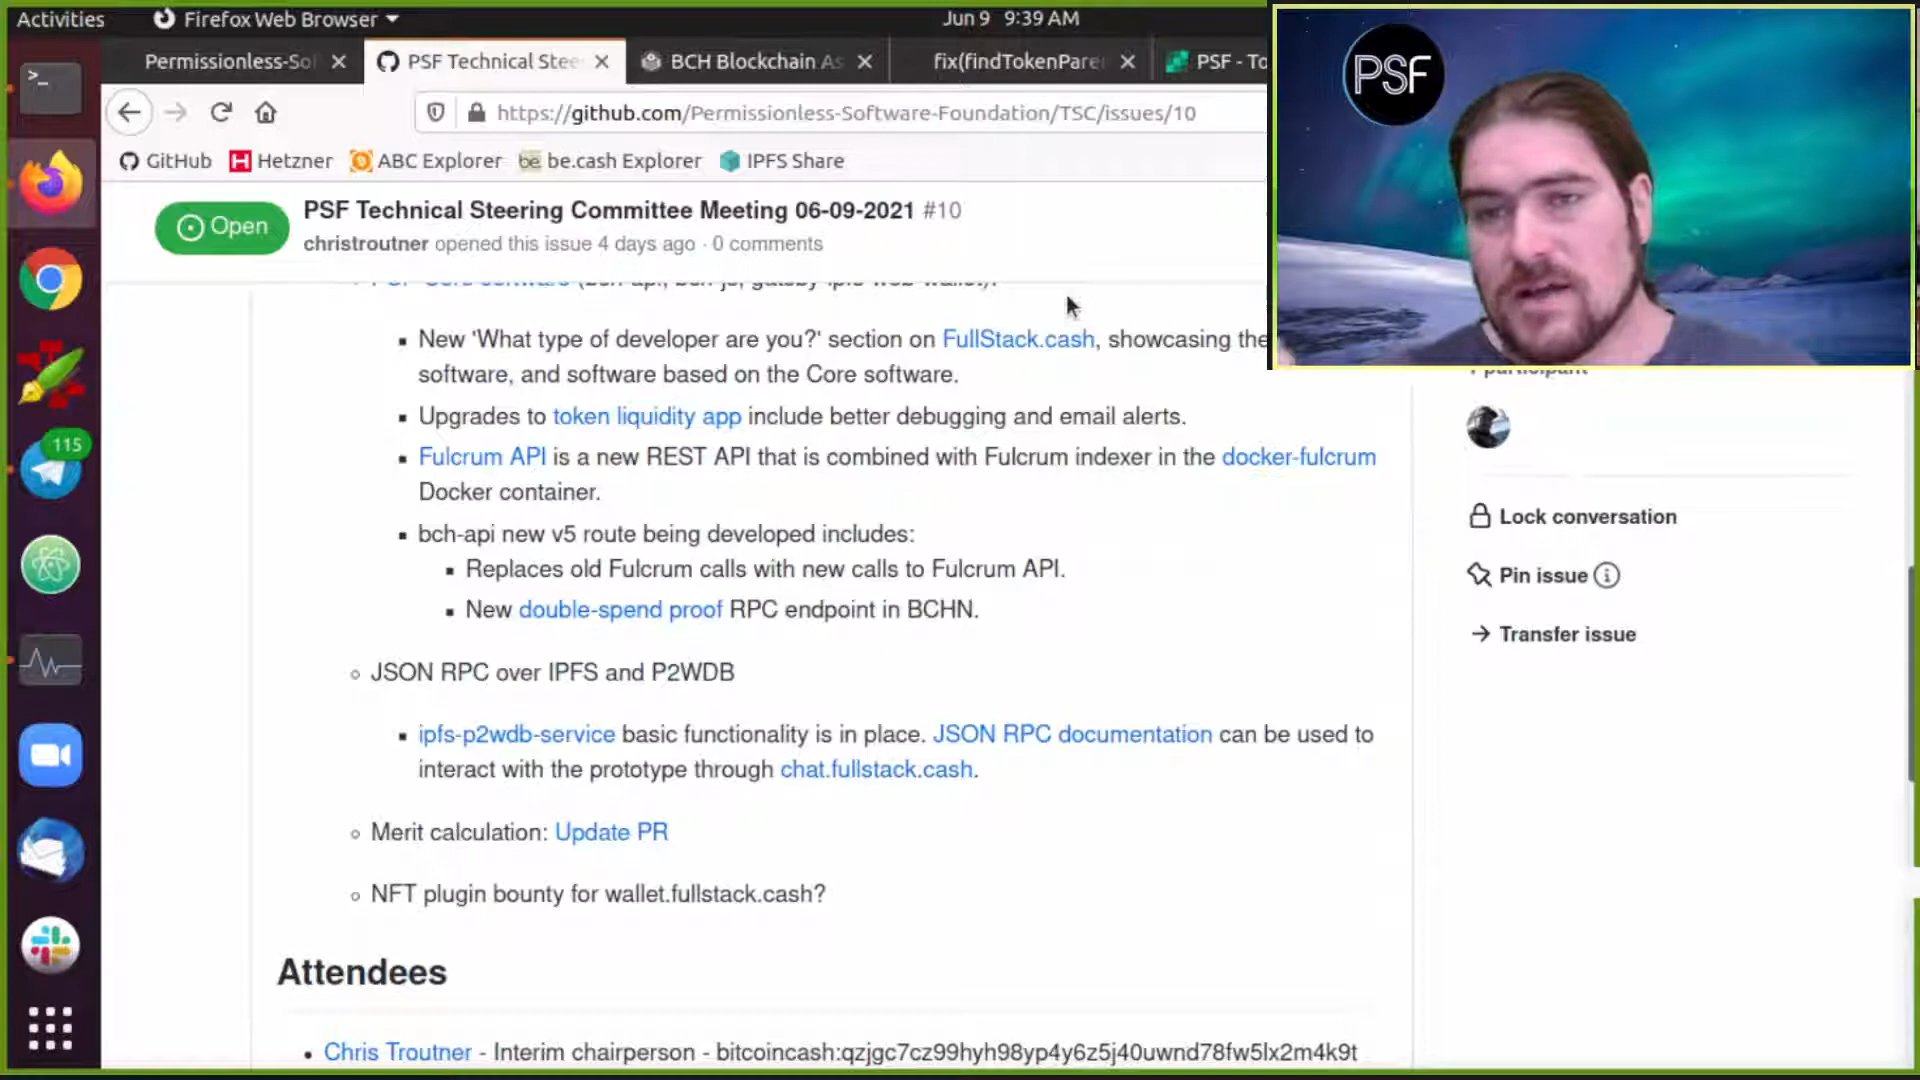 Activities
Firefox Web Browser
Jun 9 9:39 AM
Permissionless-So
PSF Technical Stee
BCH Blockchain As
fix(findTokenPare
PSF - To
https://github.com/Permissionless-Software-Foundation/TSC/issues/10
GitHub
Hetzner
ABC Explorer
be.cash Explorer
IPFS Share
PSF
Open
PSF Technical Steering Committee Meeting 06-09-2021 #10
christroutner opened this issue 4 days ago · 0 comments
New 'What type of developer are you?' section on FullStack.cash, showcasing the
software, and software based on the Core software.
Upgrades to token liquidity app include better debugging and email alerts.
Fulcrum API is a new REST API that is combined with Fulcrum indexer in the docker-fulcrum
Docker container.
bch-api new v5 route being developed includes:
Replaces old Fulcrum calls with new calls to Fulcrum API.
New double-spend proof RPC endpoint in BCHN.
JSON RPC over IPFS and P2WDB
ipfs-p2wdb-service basic functionality is in place. JSON RPC documentation can be used to
interact with the prototype through chat.fullstack.cash.
Merit calculation: Update PR
NFT plugin bounty for wallet.fullstack.cash?
Attendees
Chris Troutner - Interim chairperson - bitcoincash:qzjgc7cz99hyh98yp4y6z5j40uwnd78fw5lx2m4k9t
Lock conversation
Pin issue
Transfer issue
115